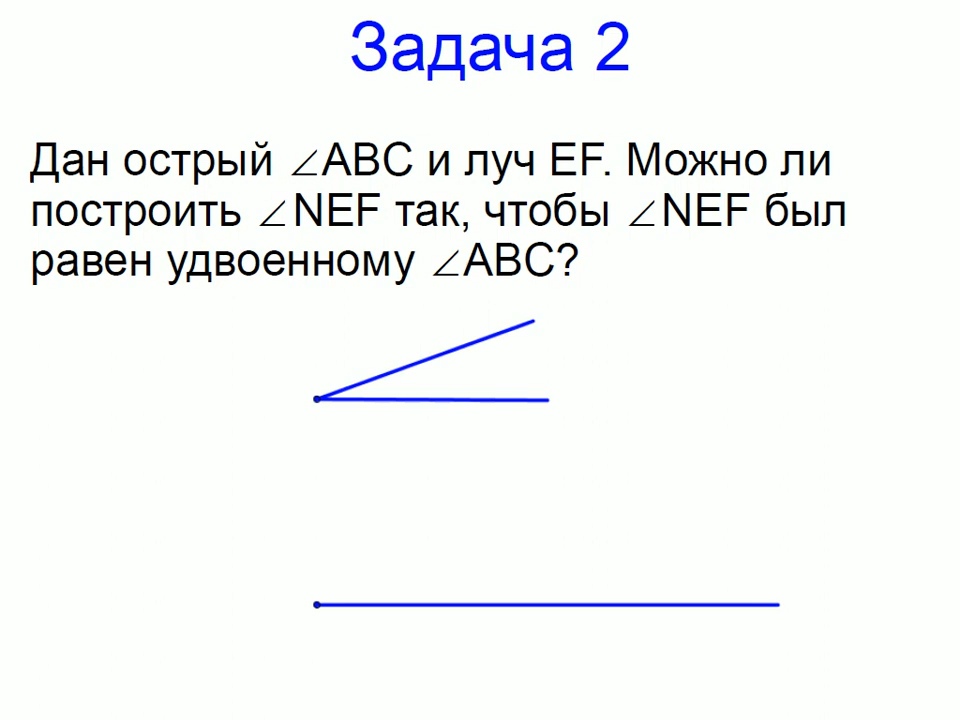 Задача 2
Дан острый ∠ABC и луч EF. Можно ли
построить ∠NEF так, чтобы ∠NEF был
равен удвоенному ∠ABC?